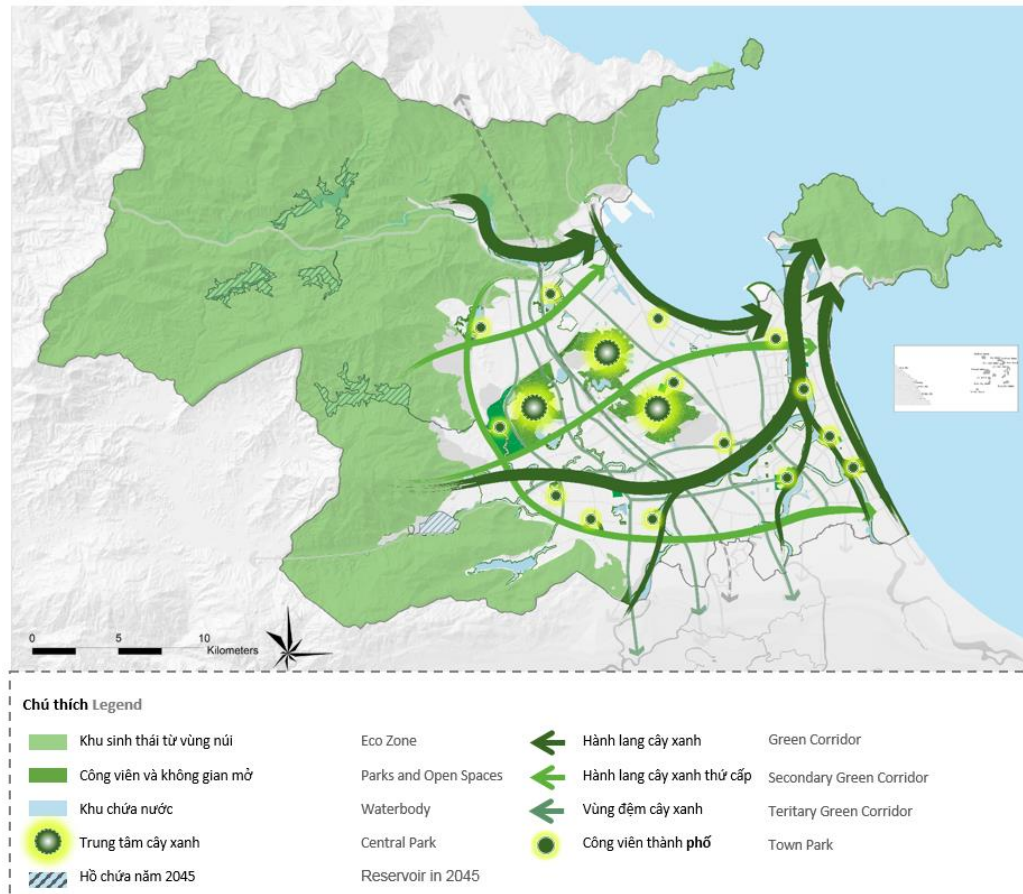 0 5 10
Kilometers
Chú thích Legend
Khu sinh thái từ vùng núi Eco Zone
Công viên và không gian mở Parks and Open Spaces
Khu chứa nước Waterbody
Trung tâm cây xanh Central Park
Hồ chứa năm 2045 Reservoir in 2045
Hành lang cây xanh Green Corridor
Hành lang cây xanh thứ cấp Secondary Green Corridor
Vùng đệm cây xanh Teritary Green Corridor
Công viên thành phố Town Park